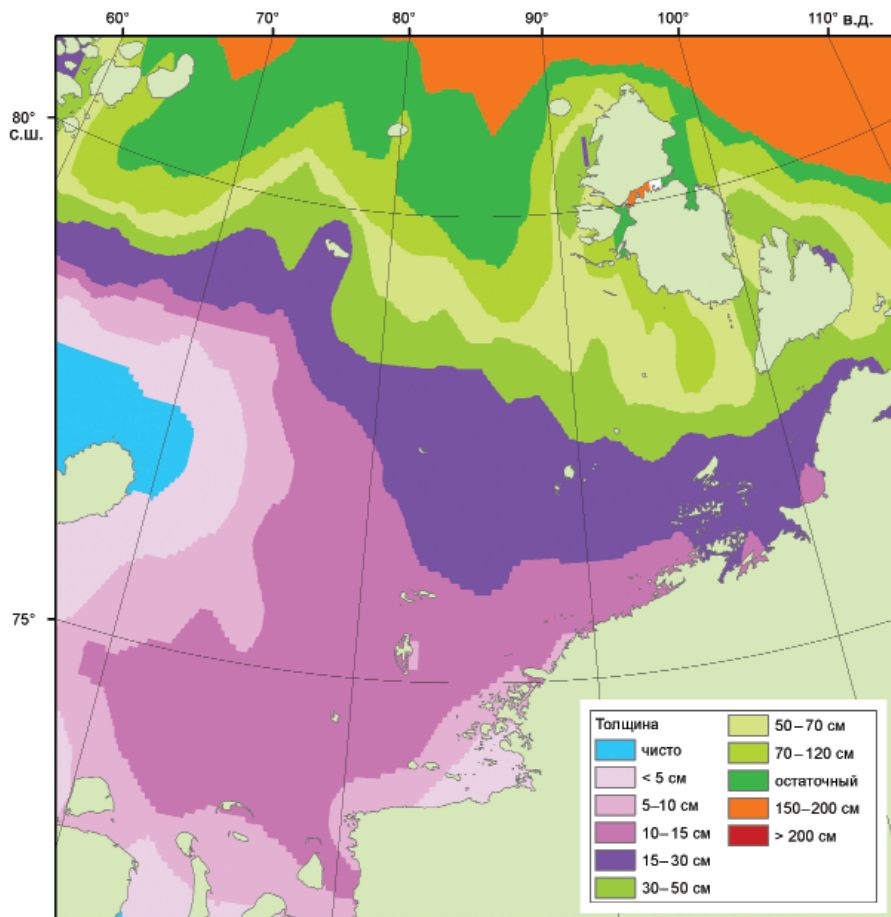 60° 70° 80° 90° 100° 110° в.д.
80°
с.ш.
75°
Толщина
чисто
< 5 см
5–10 см
10–15 см
15–30 см
30–50 см
50–70 см
70–120 см
остаточный
150–200 см
> 200 см